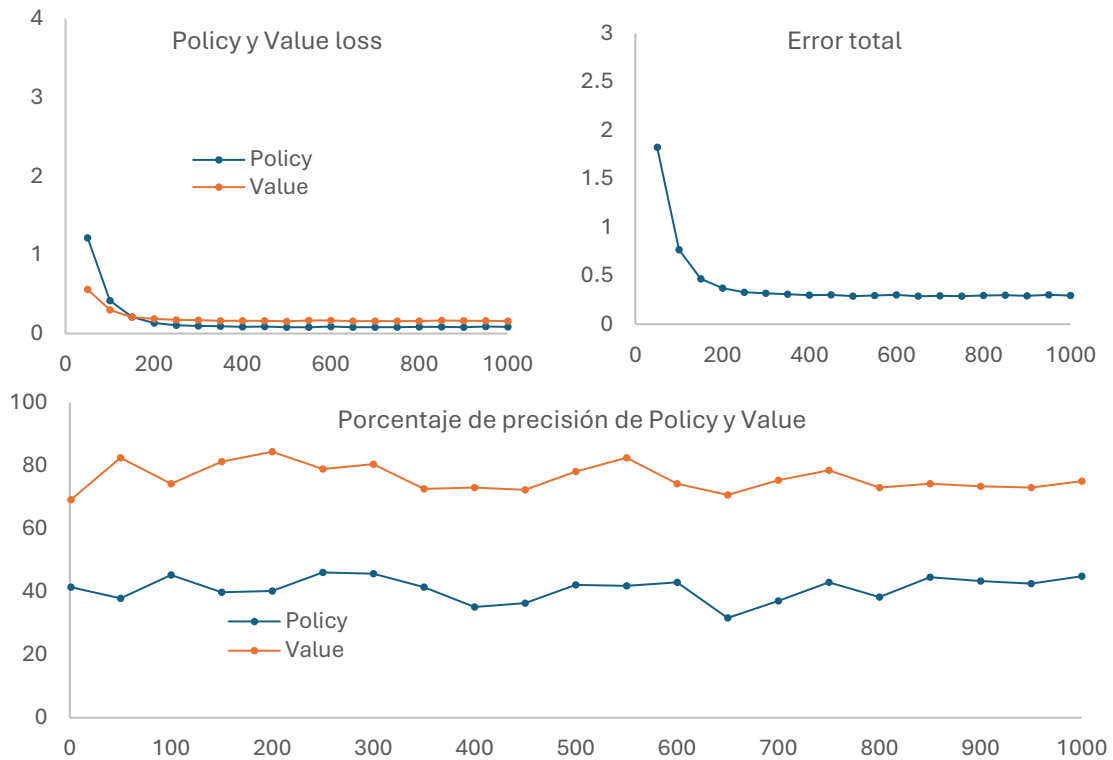 Policy y Value loss
4
3
2
1
0
Policy
Value
0 200 400 600 800 1000
Error total
3
2.5
2
1.5
1
0.5
0
0 200 400 600 800 1000
Porcentaje de precisión de Policy y Value
100
80
60
40
20
0
Policy
Value
0 100 200 300 400 500 600 700 800 900 1000